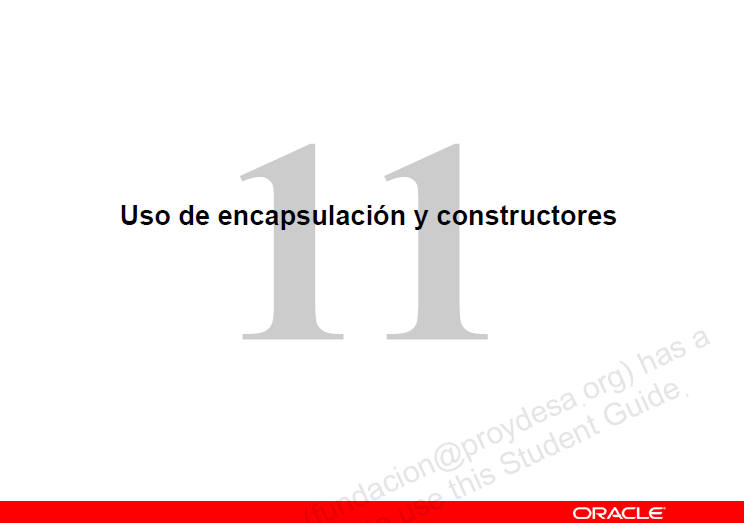 11
Uso de encapsulación y constructores
(fundacion@proydesa.org) has a
use this Student Guide.
ORACLE